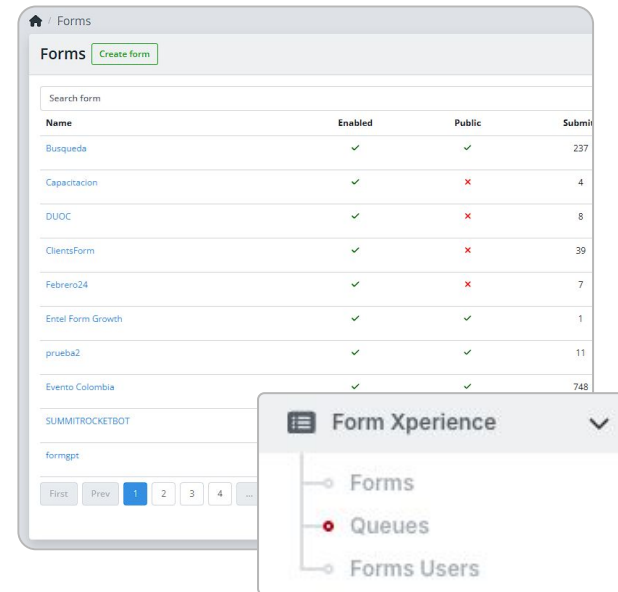 / Forms
Forms Create form
Search form
Name Enabled Public Submi
Busqueda 237
Capacitacion 4
DUOC 8
ClientsForm 39
Febrero24 7
Entel Form Growth 1
prueba2 11
Evento Colombia 748
SUMMITROCKETBOT
formgpt
First Prev 1 2 3 4 ...
Form Xperience
Forms
Queues
Forms Users